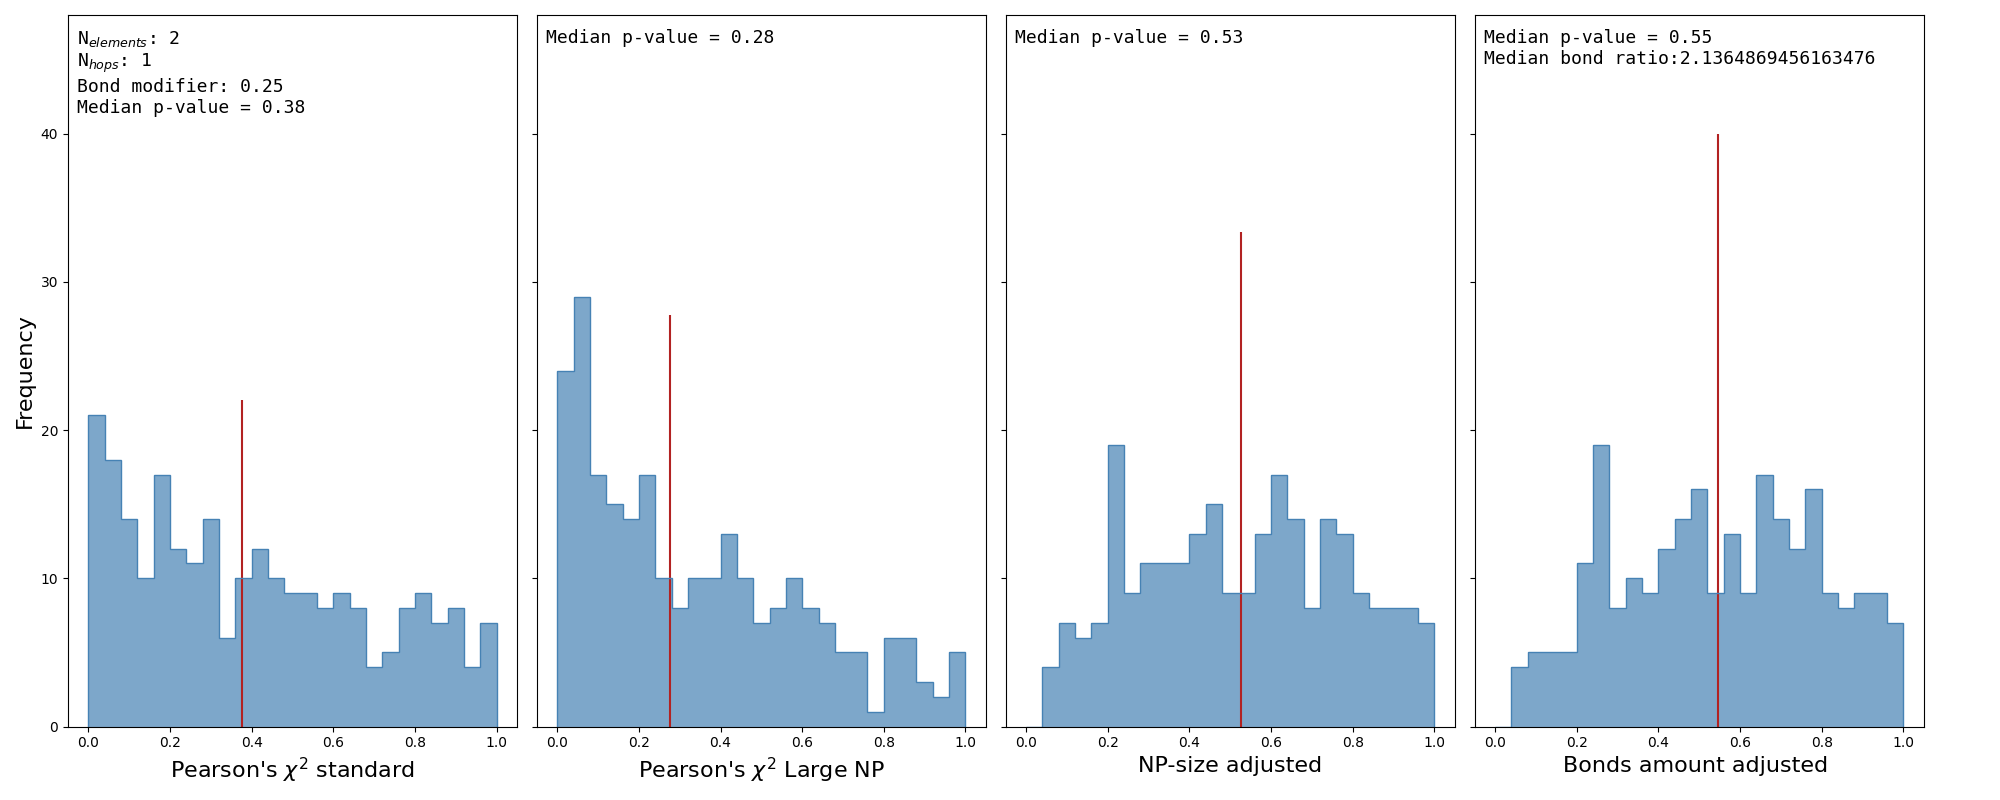 N_elements: 2
N_hops: 1
Bond modifier: 0.25
Median p-value = 0.38
Median p-value = 0.28
Median p-value = 0.53
Median p-value = 0.55
Median bond ratio:2.1364869456163476
Frequency
40
30
20
10
0
0.0 0.2 0.4 0.6 0.8 1.0
Pearson's χ² standard
0.0 0.2 0.4 0.6 0.8 1.0
Pearson's χ² Large NP
0.0 0.2 0.4 0.6 0.8 1.0
NP-size adjusted
0.0 0.2 0.4 0.6 0.8 1.0
Bonds amount adjusted